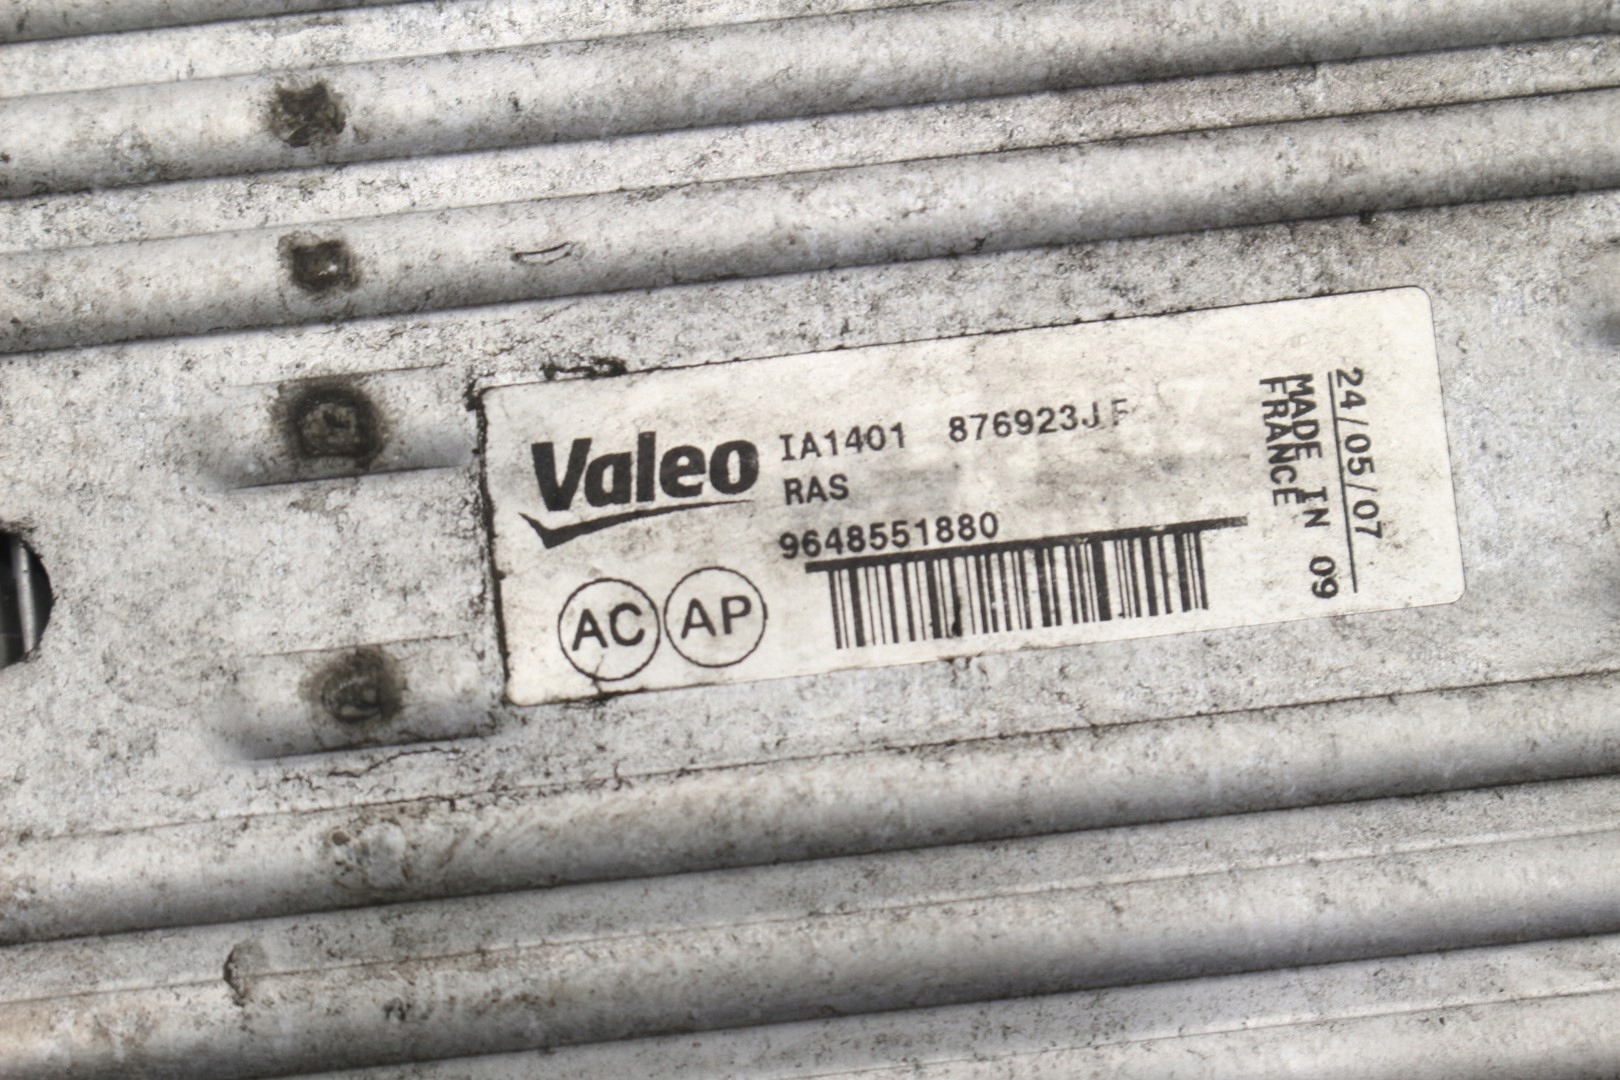 Valeo
IA1401 876923J
RAS
9648551880
AC AP
24/05/07
MADE IN 09
FRANCE